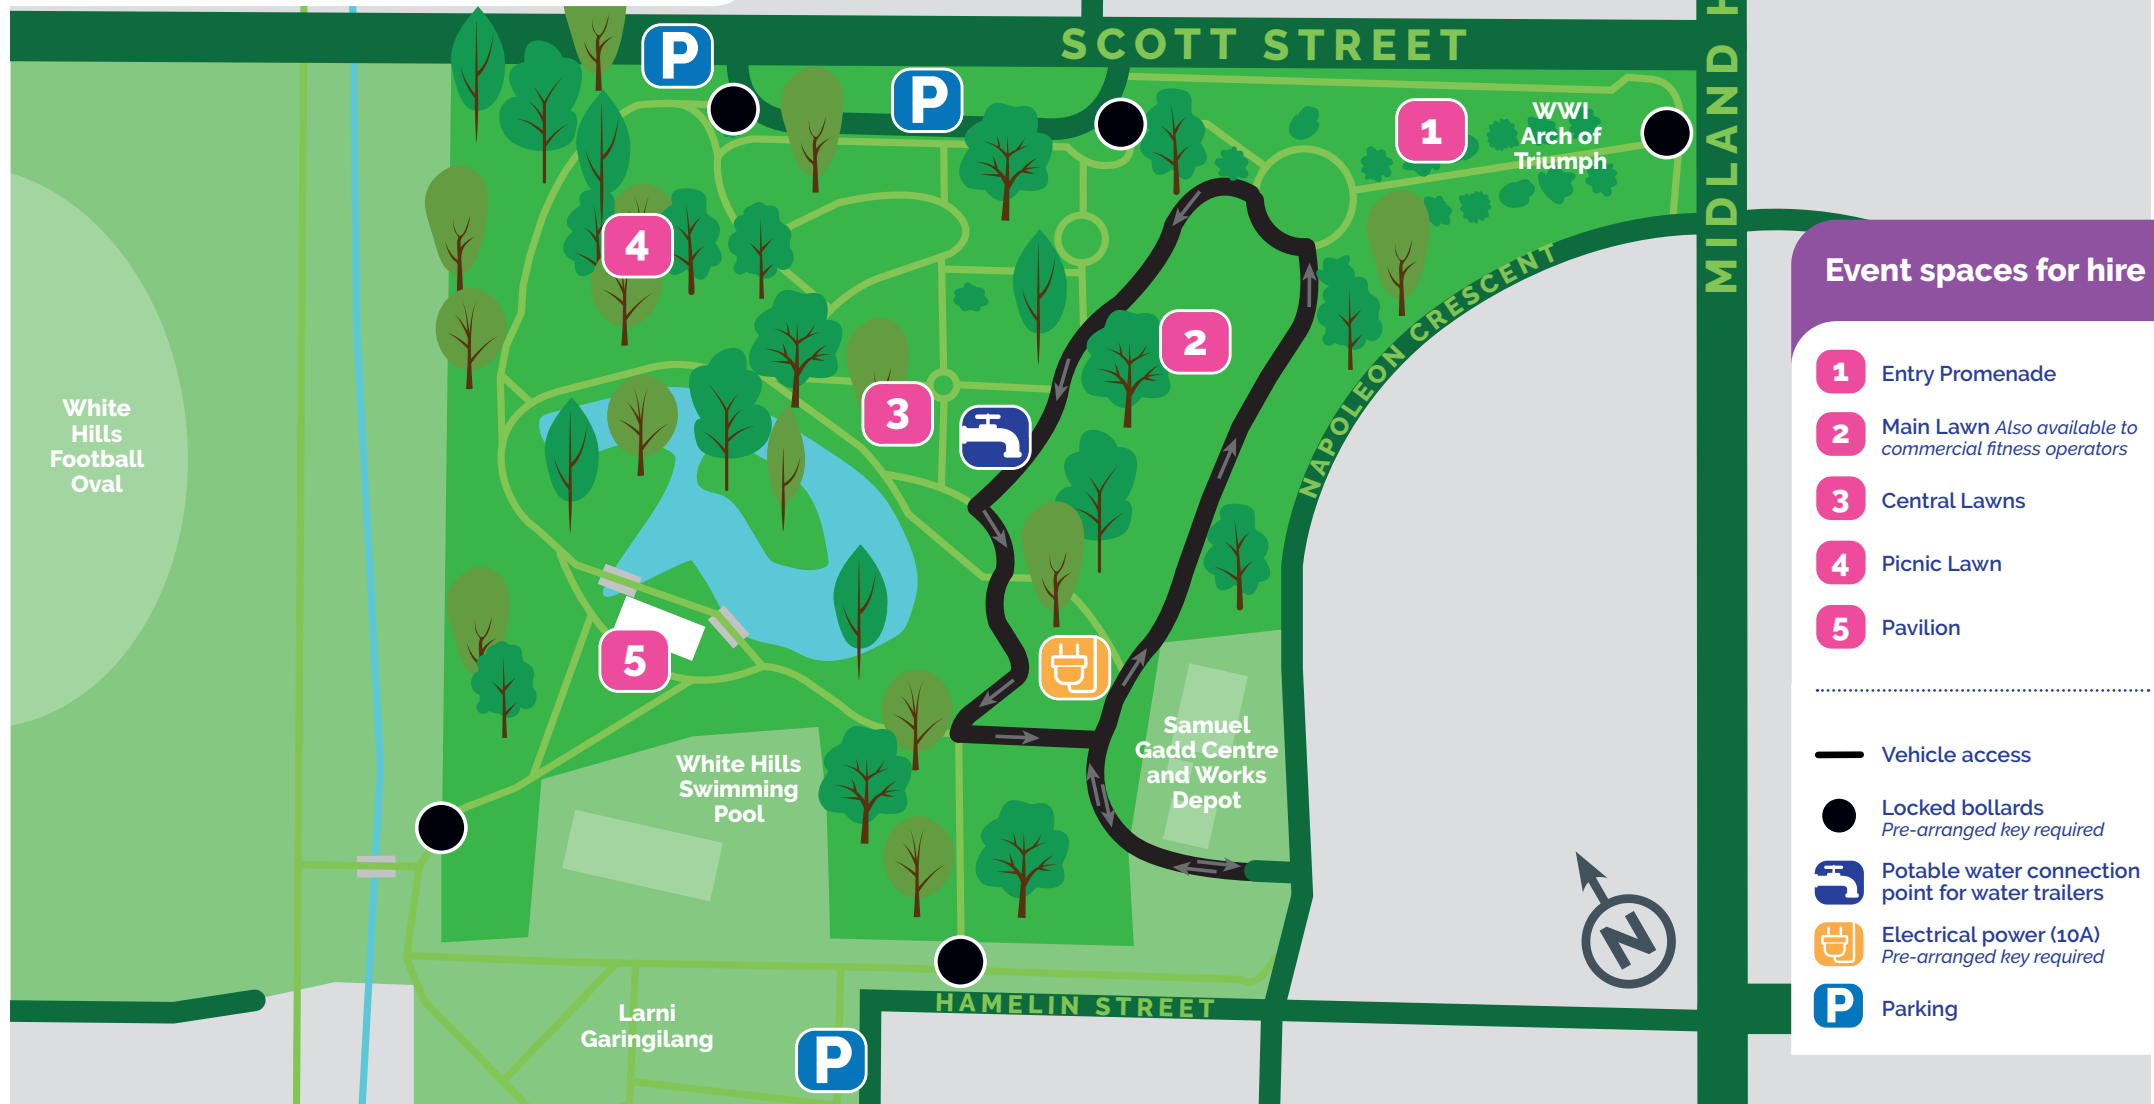 SCOTT STREET
MIDLAND H
P
P
1
WWI
Arch of
Triumph
4
2
3
NAPOLEON CRESCENT
White
Hills
Football
Oval
5
White Hills
Swimming
Pool
Samuel
Gadd Centre
and Works
Depot
HAMELIN STREET
Larni
Garingilang
P
N
Event spaces for hire
1 Entry Promenade
2 Main Lawn Also available to
commercial fitness operators
3 Central Lawns
4 Picnic Lawn
5 Pavilion
Vehicle access
Locked bollards
Pre-arranged key required
Potable water connection
point for water trailers
Electrical power (10A)
Pre-arranged key required
P Parking